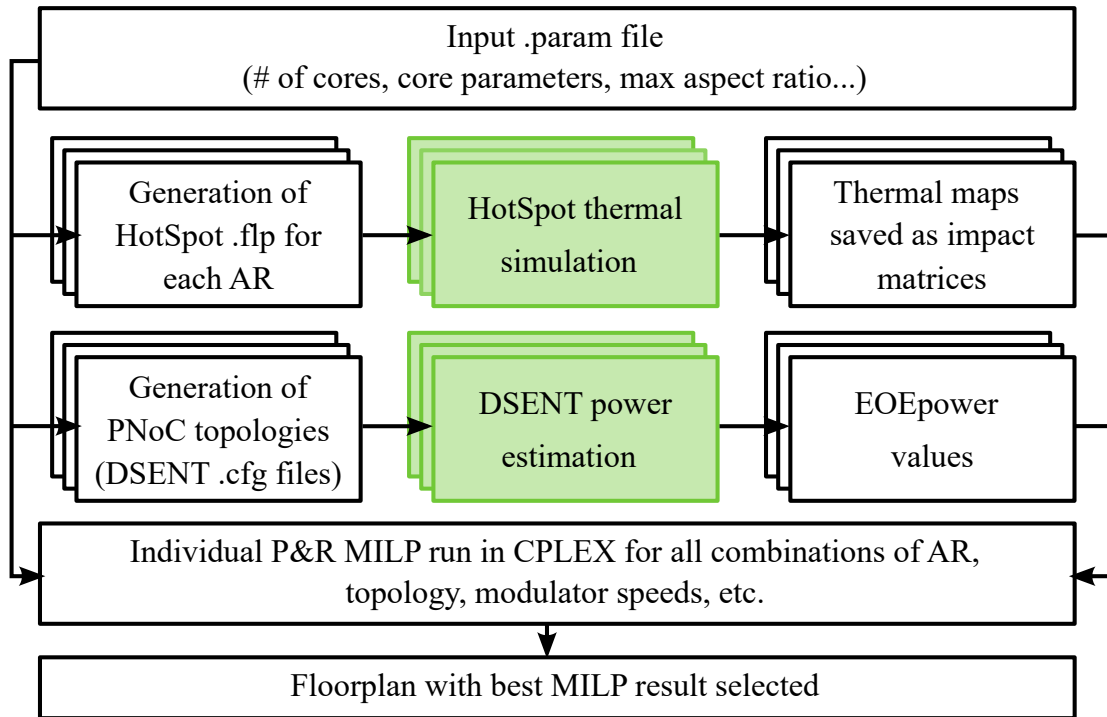 Input .param file
(# of cores, core parameters, max aspect ratio...)
Generation of
HotSpot .flp for
each AR
HotSpot thermal
simulation
Thermal maps
saved as impact
matrices
Generation of
PNoC topologies
(DSENT .cfg files)
DSENT power
estimation
EOEpower
values
Individual P&R MILP run in CPLEX for all combinations of AR,
topology, modulator speeds, etc.
Floorplan with best MILP result selected